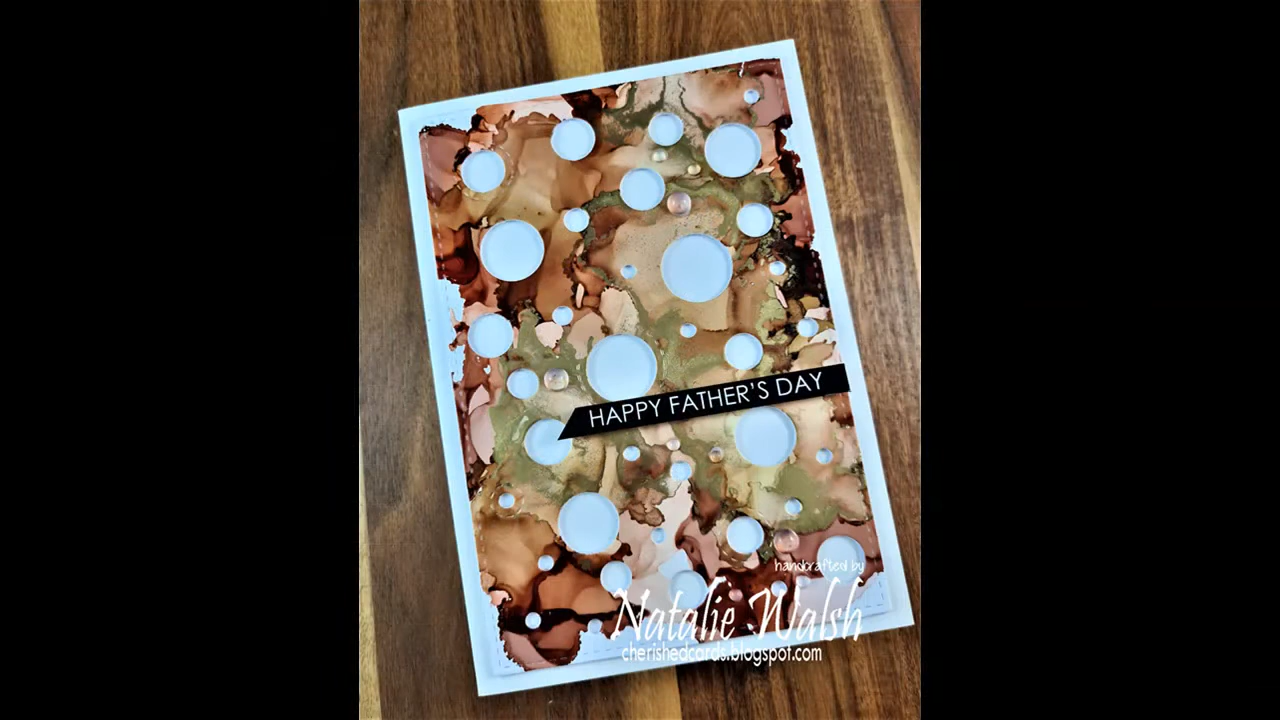 HAPPY FATHER'S DAY
handcrafted by
Natalie Walsh
cherishedcards.blogspot.com